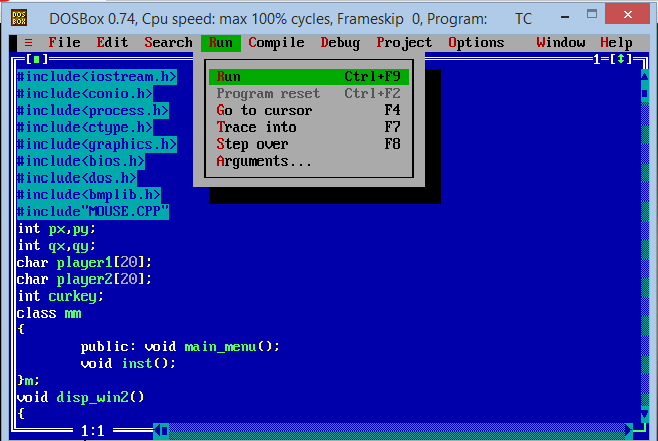 DOSBox 0.74, Cpu speed: max 100% cycles, Frameskip 0, Program: TC
≡ File Edit Search Run Compile Debug Project Options Window Help
[■] 1=[↕]
Run Ctrl+F9
Program reset Ctrl+F2
Go to cursor F4
Trace into F7
Step over F8
Arguments...
#include<iostream.h>
#include<conio.h>
#include<process.h>
#include<ctype.h>
#include<graphics.h>
#include<bios.h>
#include<dos.h>
#include<bmplib.h>
#include"MOUSE.CPP"
int px,py;
int qx,qy;
char player1[20];
char player2[20];
int curkey;
class mm
{
public: void main_menu();
void inst();
}m;
void disp_win2()
{
1:1